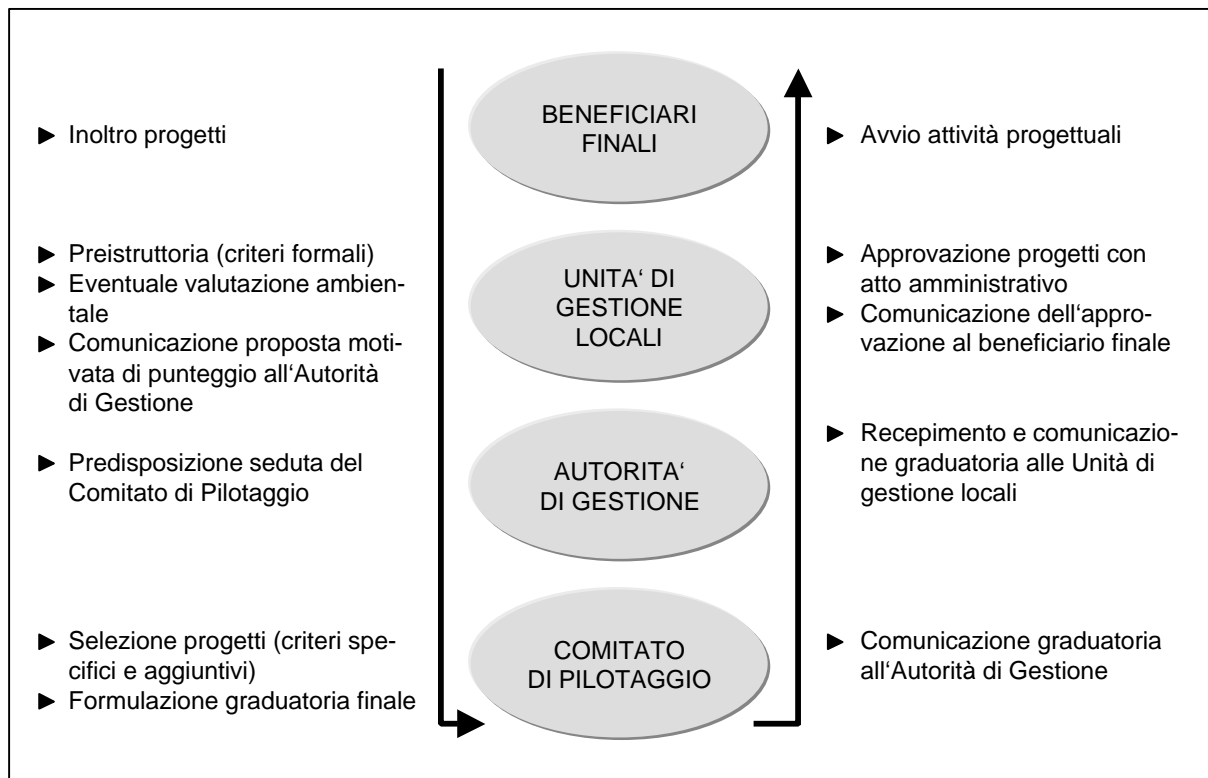 BENEFICIARI
FINALI
► Inoltro progetti
► Avvio attività progettuali
► Preistruttoria (criteri formali)
► Eventuale valutazione ambien-
tale
► Comunicazione proposta moti-
vata di punteggio all‘Autorità
di Gestione
UNITA‘ DI
GESTIONE
LOCALI
► Approvazione progetti con
atto amministrativo
► Comunicazione dell‘appro-
vazione al beneficiario finale
► Predisposizione seduta del
Comitato di Pilotaggio
AUTORITA‘
DI GESTIONE
► Recepimento e comunicazio-
ne graduatoria alle Unità di
gestione locali
► Selezione progetti (criteri spe-
cifici e aggiuntivi)
► Formulazione graduatoria finale
COMITATO
DI PILOTAGGIO
► Comunicazione graduatoria
all‘Autorità di Gestione